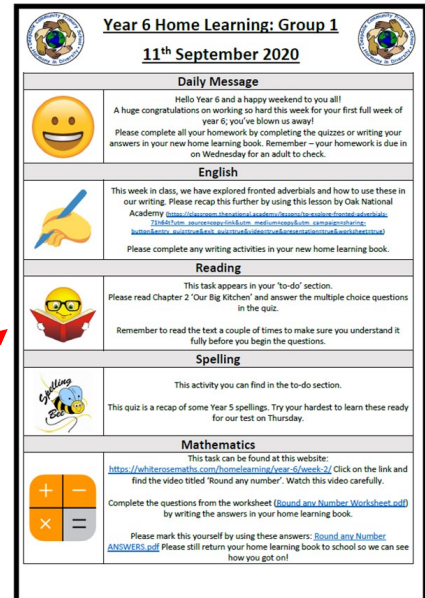 Year 6 Home Learning: Group 1
11th September 2020
Daily Message
Hello Year 6 and a happy weekend to you all!
A huge congratulations on working so hard this week for your first full week of
year 6; you've blown us away!
Please complete all your homework by completing the quizzes or writing your
answers in your new home learning book. Remember – your homework is due in
on Wednesday for an adult to check.
English
This week in class, we have explored fronted adverbials and how to use these in
our writing. Please recap this further by using this lesson by Oak National
Academy (https://classroom.thenational.academy/lessons/to-explore-fronted-adverbials-
Please complete any writing activities in your new home learning book.
Reading
This task appears in your 'to-do' section.
Please read Chapter 2 'Our Big Kitchen' and answer the multiple choice questions
in the quiz.
Remember to read the text a couple of times to make sure you understand it
fully before you begin the questions.
Spelling
Spelling
Bee
This activity you can find in the to-do section.
This quiz is a recap of some Year 5 spellings. Try your hardest to learn these ready
for our test on Thursday.
Mathematics
This task can be found at this website:
https://whiterosemaths.com/homelearning/year-6/week-2/ Click on the link and
find the video titled 'Round any number'. Watch this video carefully.
Complete the questions from the worksheet (Round any Number Worksheet.pdf)
by writing the answers in your home learning book.
Please mark this yourself by using these answers: Round any Number
ANSWERS.pdf Please still return your home learning book to school so we can see
how you got on!